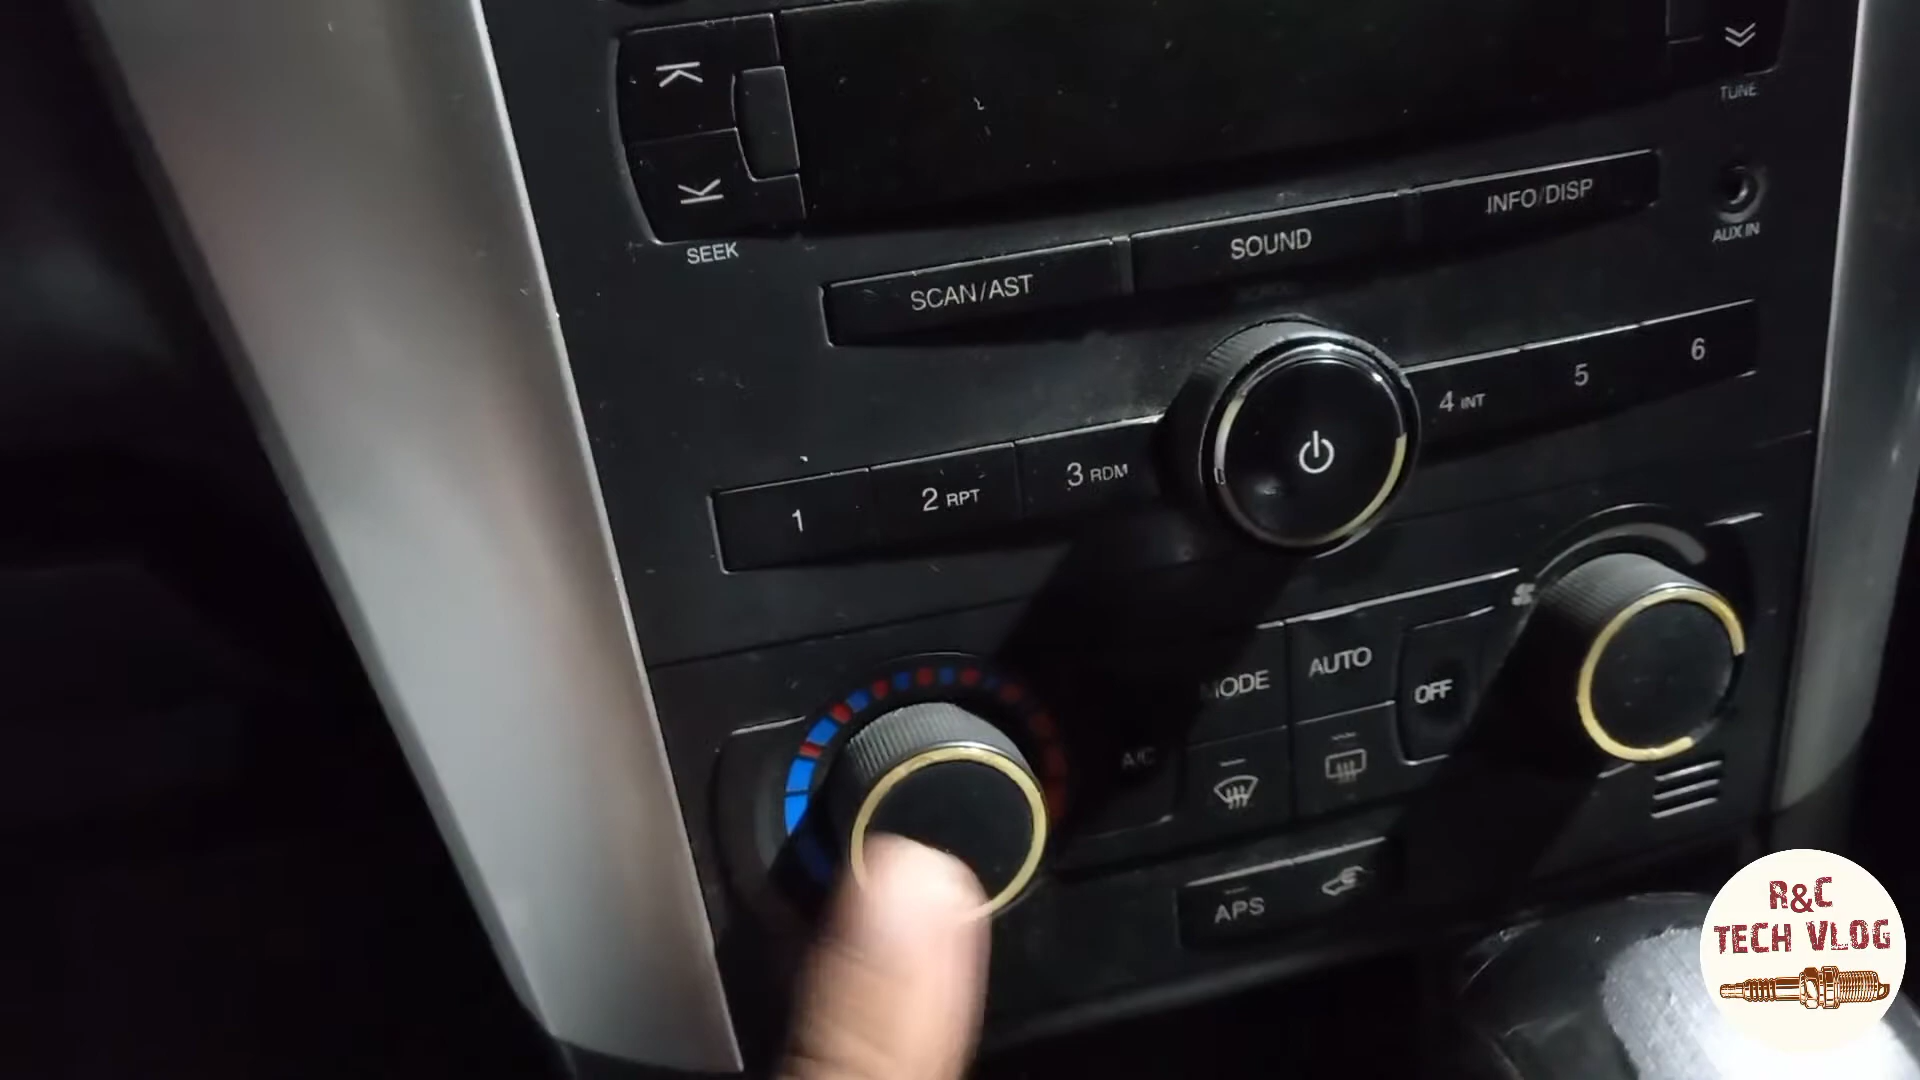 TUNE
SEEK
SCAN/AST
SOUND
INFO/DISP
AUX IN
1
2 RPT
3 RDM
4 INT
5
6
MODE
AUTO
OFF
A/C
APS
R&C
TECH VLOG